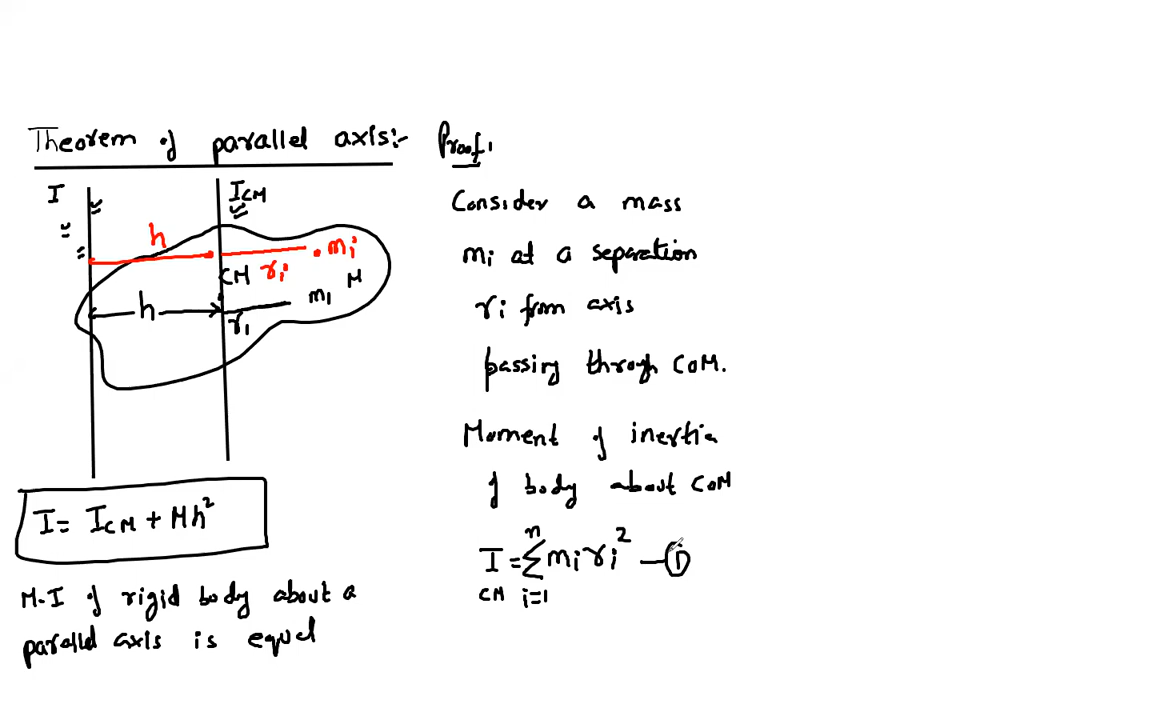 Theorem of parallel axis:-
I
I CM
h
mi
CM
ri
M
h
m1
r1
I = ICM + Mh²
M.I of rigid body about a
parallel axis is equal
Proof,
Consider a mass
mi at a separation
ri from axis
passing through COM.
Moment of inertia
of body about COM
I CM = n ∑ i=1 mi ri² — (i)